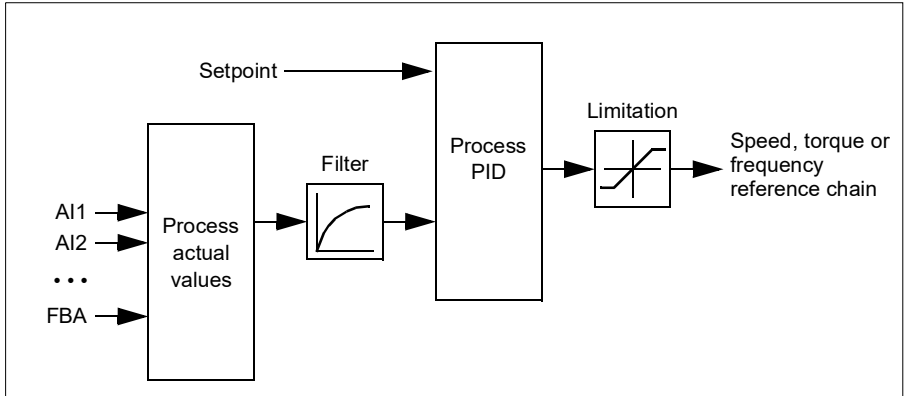 Setpoint
Limitation
Process
PID
Speed, torque or
frequency
reference chain
Filter
AI1
AI2
...
FBA
Process
actual
values